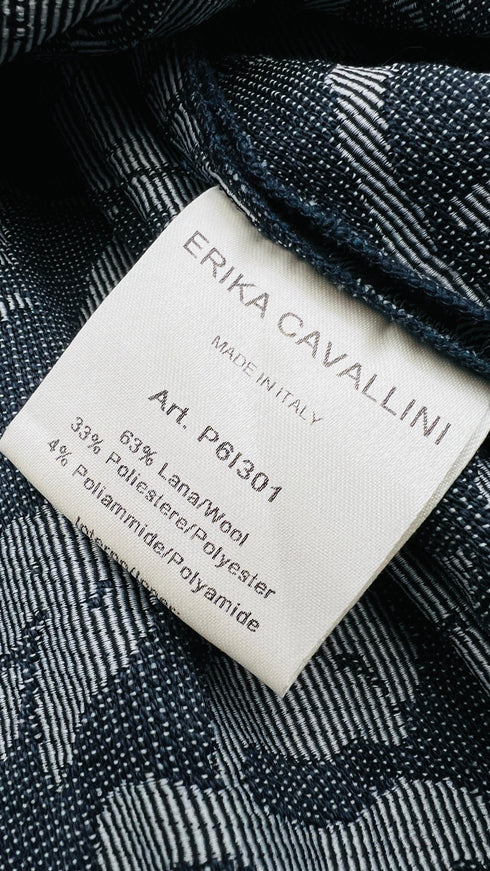 ERIKA CAVALLINI
MADE IN ITALY
Art. P6I301
63% Lana/Wool
33% Poliestere/Polyester
4% Poliammide/Polyamide